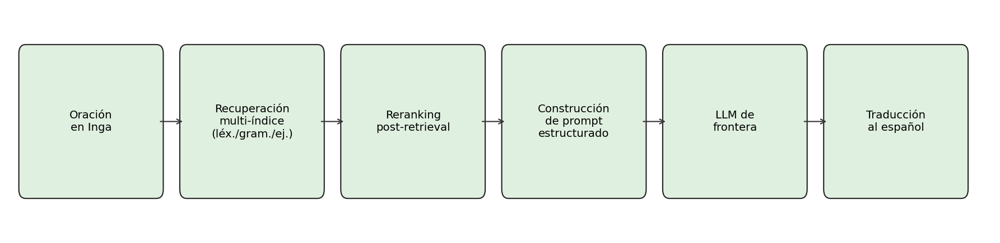 Oración
en Inga
Recuperación
multi-índice
(léx./gram./ej.)
Reranking
post-retrieval
Construcción
de prompt
estructurado
LLM de
frontera
Traducción
al español